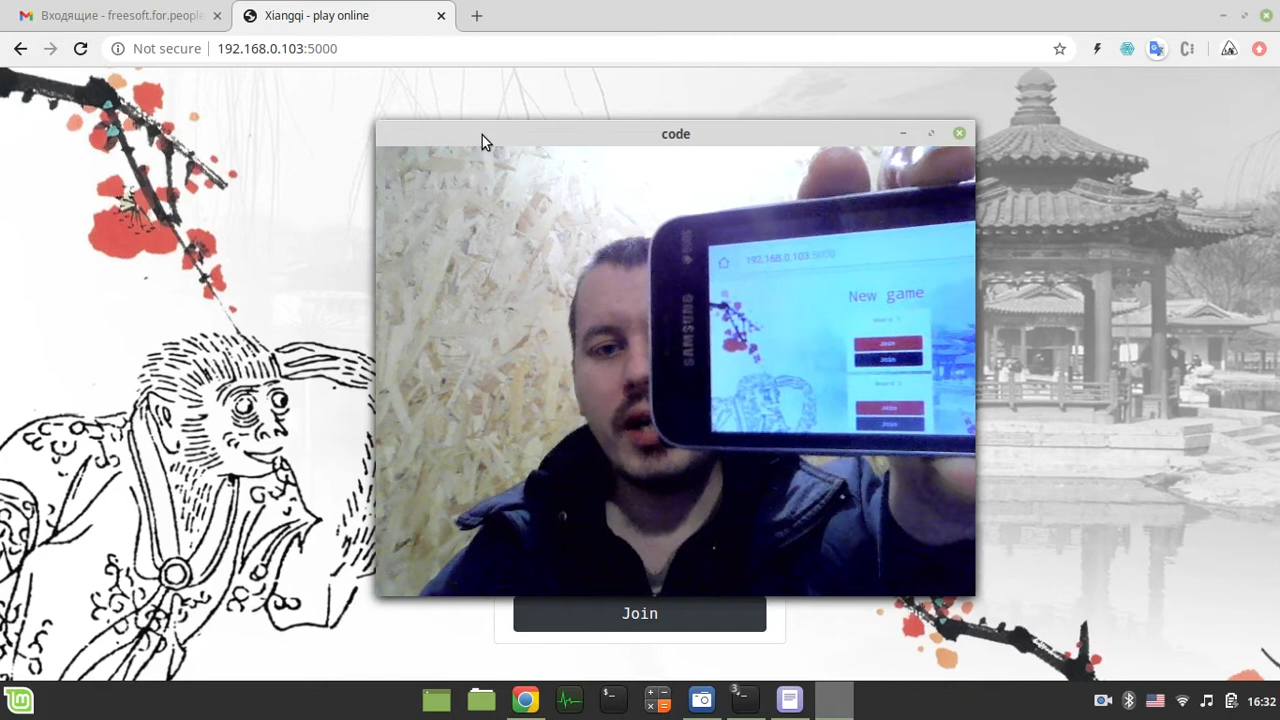 Входящие - freesoft.for.people
Xiangqi - play online
Not secure
192.168.0.103:5000
code
SAMSUNG
192.168.0.103:5000
New game
Join
Join
Join
Join
Join
16:32